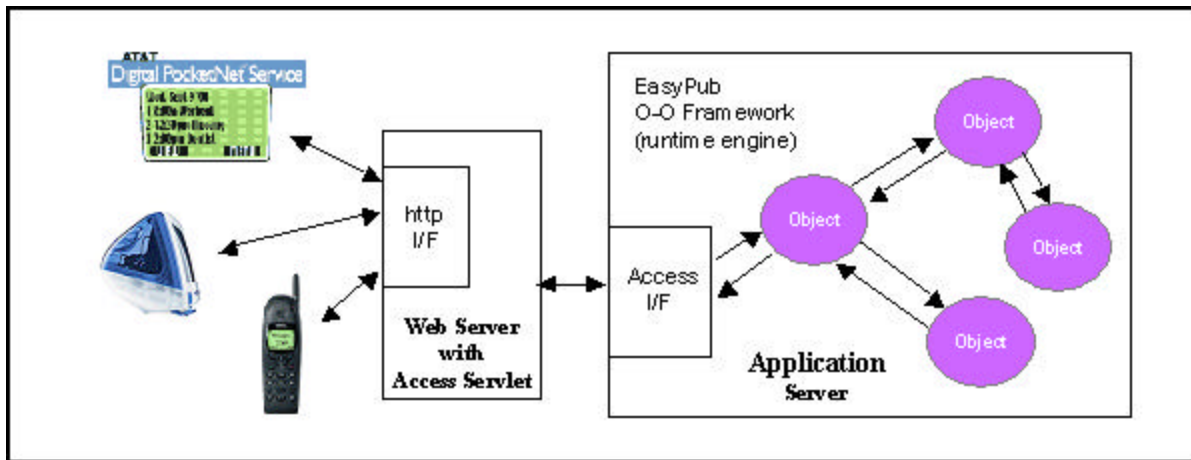 AT&T
Digital PocketNet Service
http
I/F
Web Server
with
Access Servlet
EasyPub
O-O Framework
(runtime engine)
Access
I/F
Object
Object
Object
Object
Application
Server